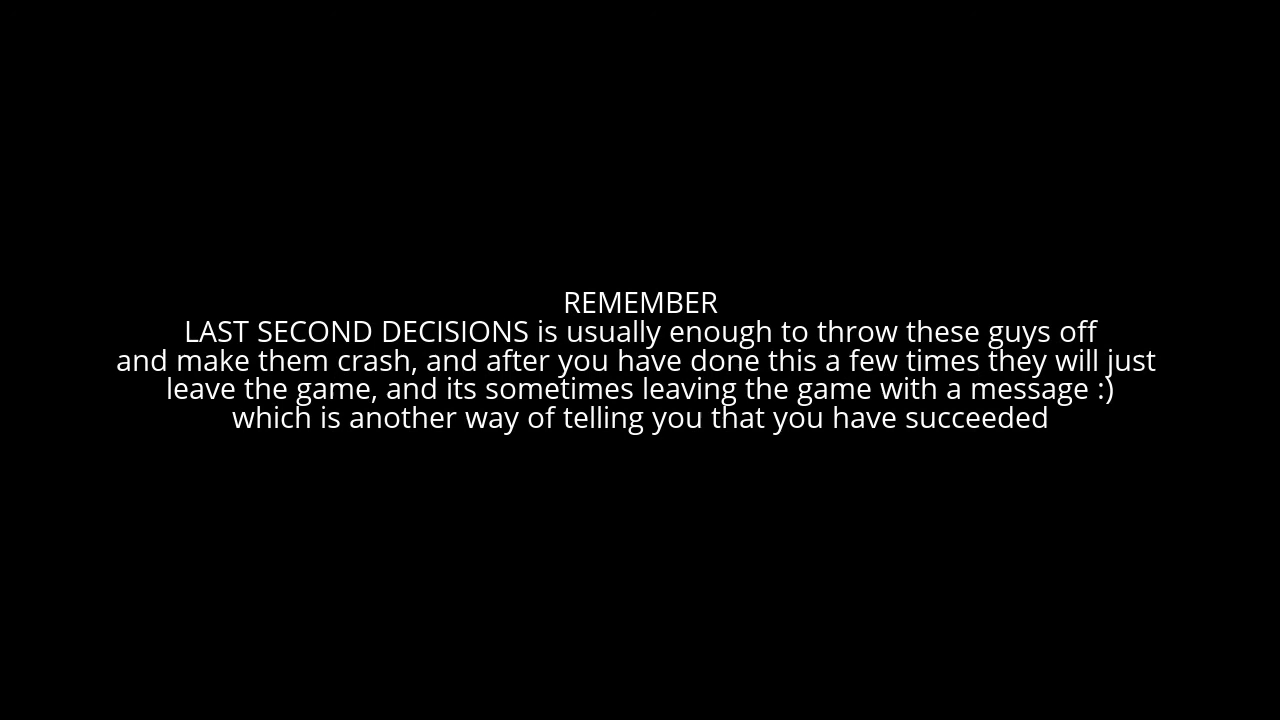 REMEMBER
LAST SECOND DECISIONS is usually enough to throw these guys off
and make them crash, and after you have done this a few times they will just
leave the game, and its sometimes leaving the game with a message :)
which is another way of telling you that you have succeeded